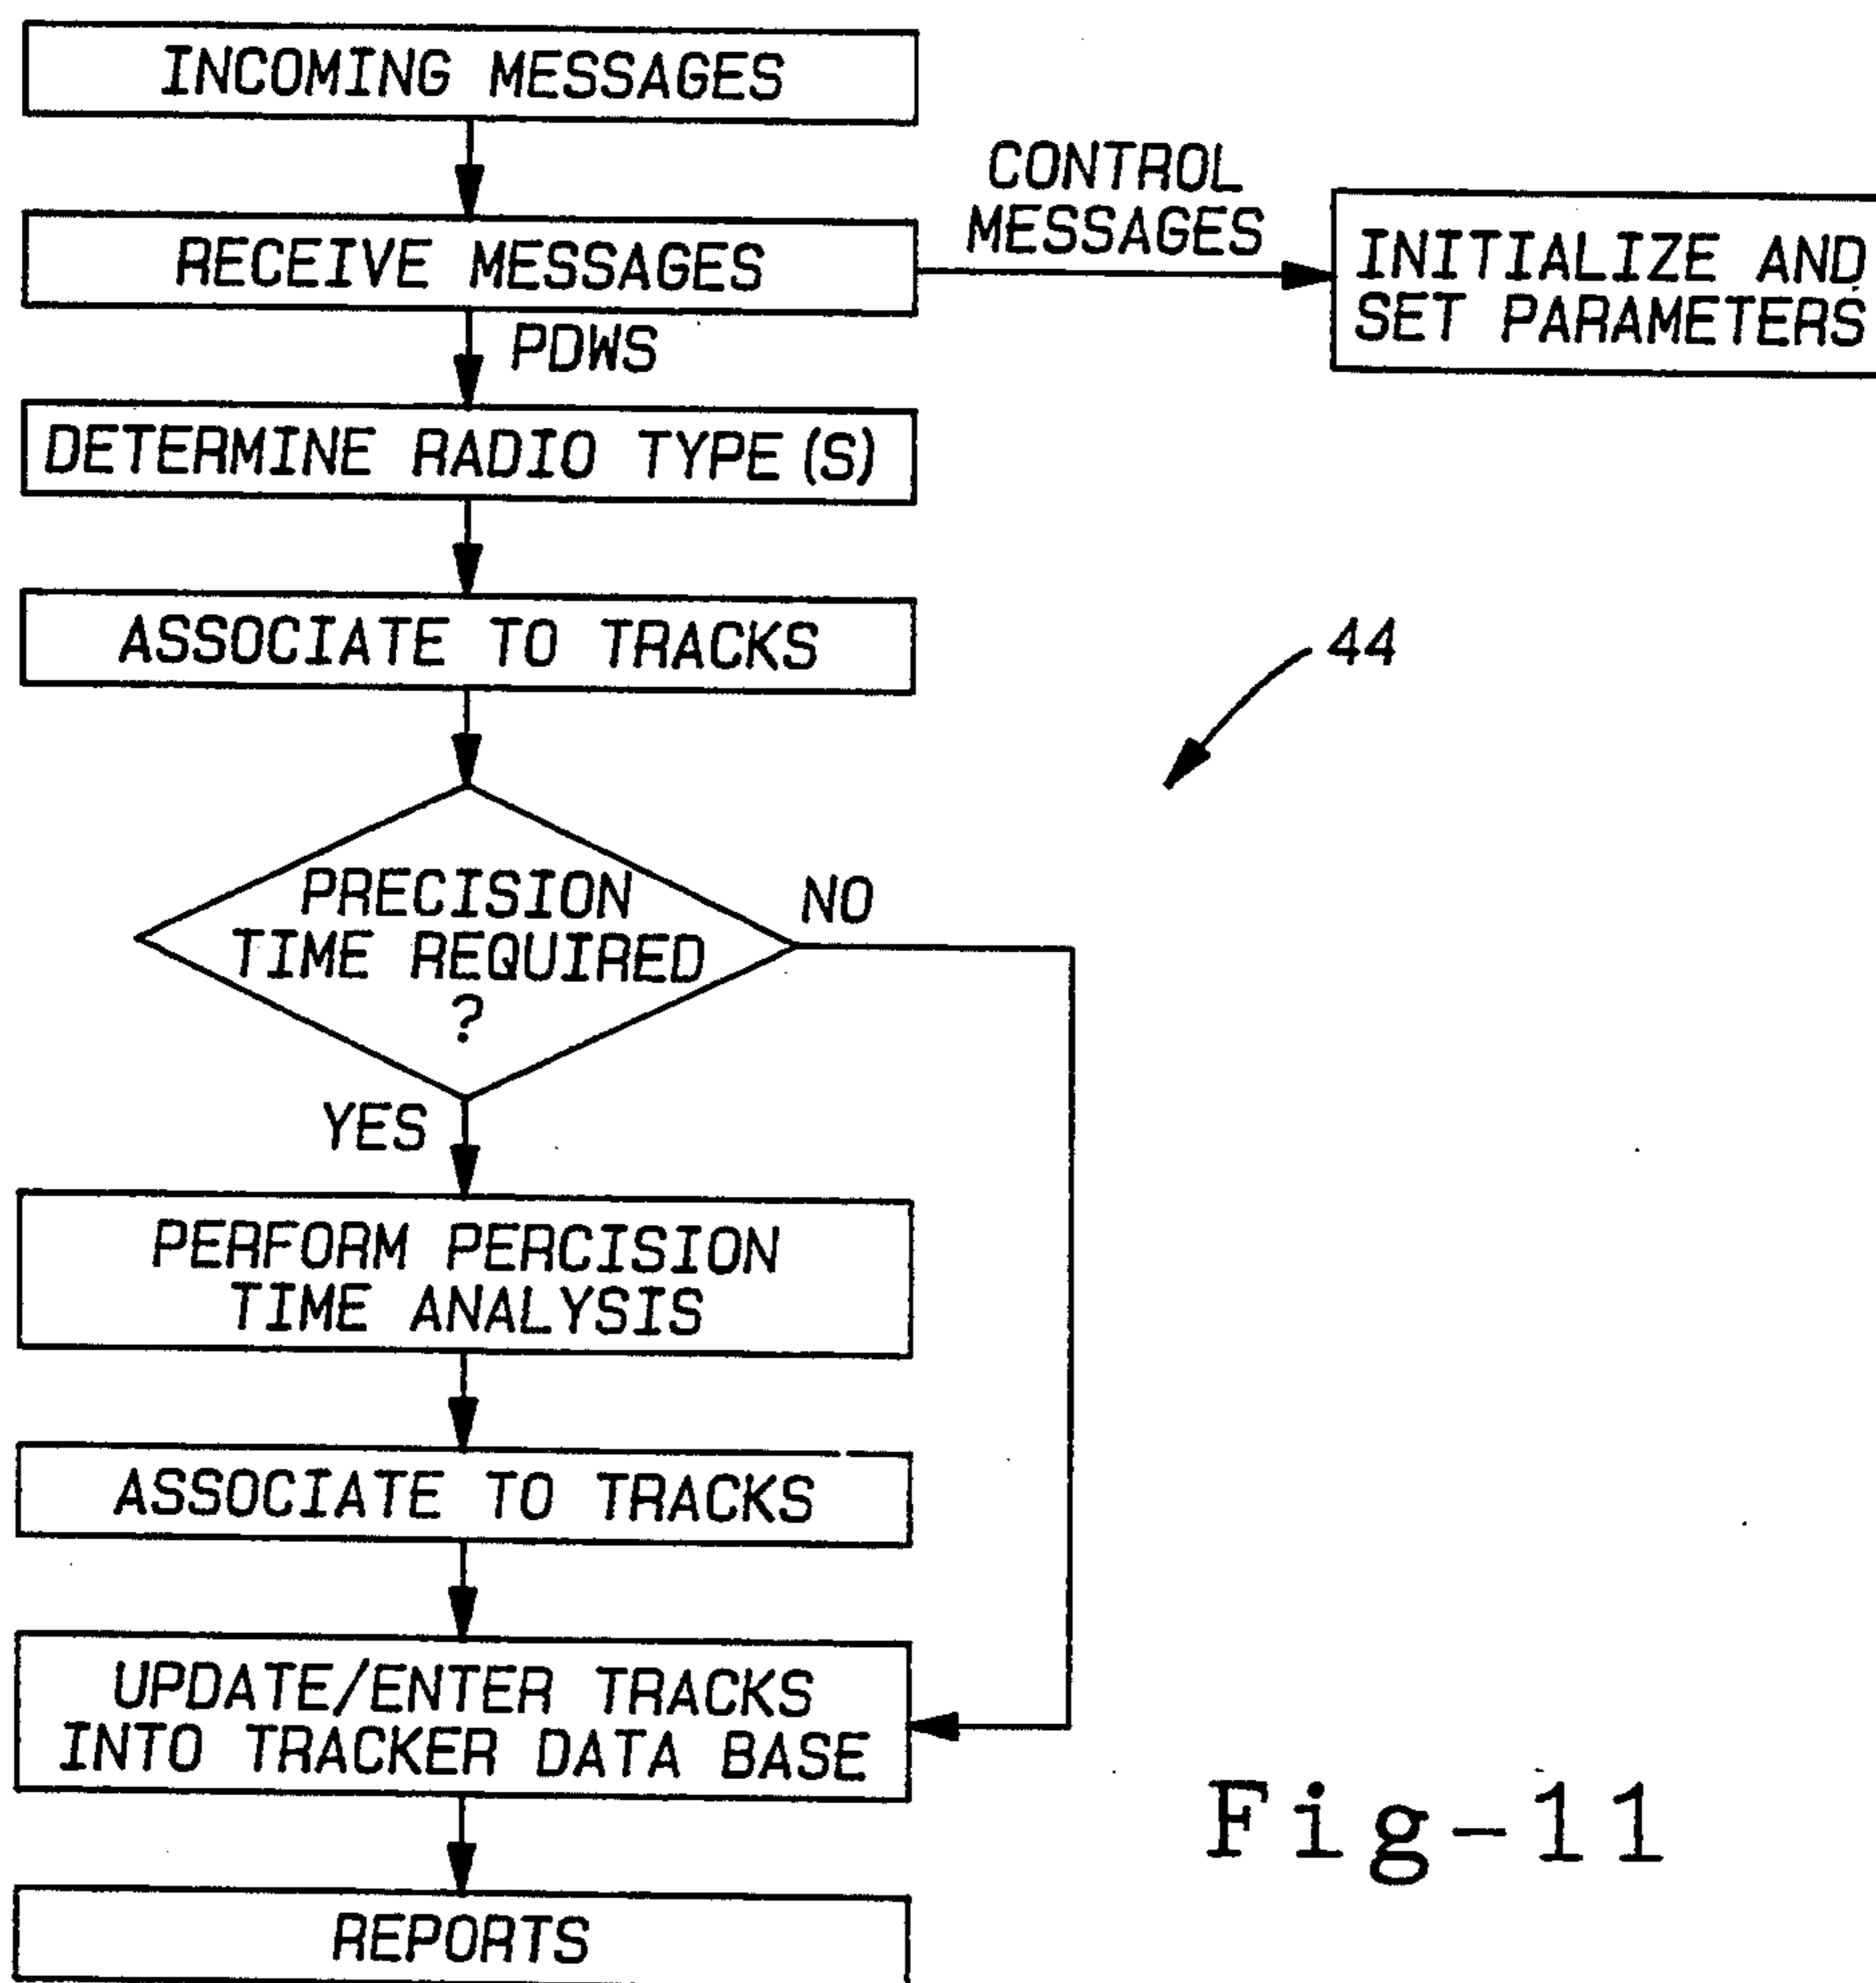 INCOMING MESSAGES
RECEIVE MESSAGES
CONTROL
MESSAGES
INITIALIZE AND
SET PARAMETERS
PDWS
DETERMINE RADIO TYPE(S)
ASSOCIATE TO TRACKS
44
PRECISION
TIME REQUIRED
?
NO
YES
PERFORM PERCISION
TIME ANALYSIS
ASSOCIATE TO TRACKS
UPDATE/ENTER TRACKS
INTO TRACKER DATA BASE
REPORTS
Fig-11